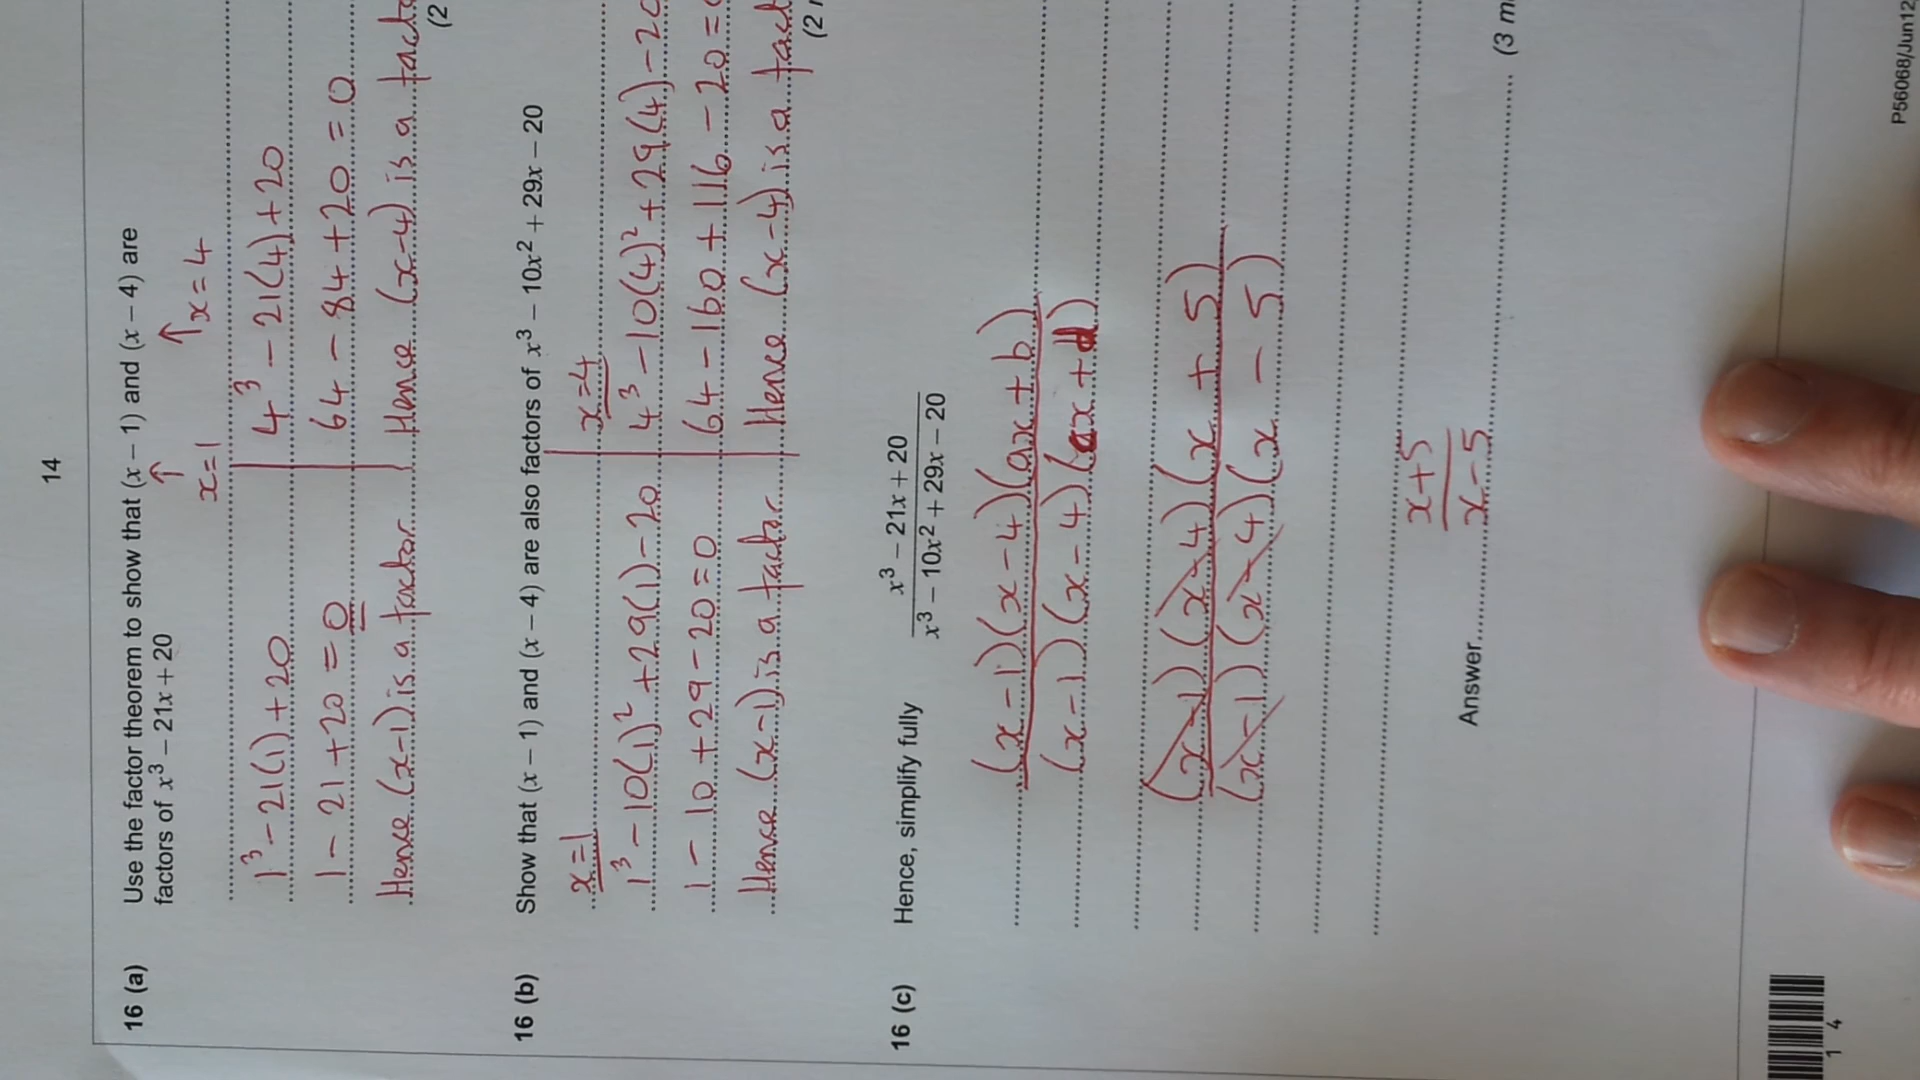 14
16 (a) Use the factor theorem to show that (x − 1) and (x − 4) are
factors of x³ − 21x + 20
↑ x=1 ↑ x=4
1³ − 21(1) + 20 | 4³ − 21(4) + 20
1 − 21 + 20 = 0 | 64 − 84 + 20 = 0
Hence (x−1) is a factor | Hence (x−4) is a facto
(2
16 (b) Show that (x − 1) and (x − 4) are also factors of x³ − 10x² + 29x − 20
x=1 | x=4
1³ − 10(1)² + 29(1) − 20 | 4³ − 10(4)² + 29(4) − 20
1 − 10 + 29 − 20 = 0 | 64 − 160 + 116 − 20 = 0
Hence (x−1) is a factor | Hence (x−4) is a fact
(2
16 (c) Hence, simplify fully
x³ − 21x + 20
x³ − 10x² + 29x − 20
(x−1)(x−4)(ax+b)
(x−1)(x−4)(cx+d)
(x−1)(x−4)(x + 5)
(x−1)(x−4)(x − 5)
x+5
Answer x−5
(3 m
1 4
P56068/Jun12